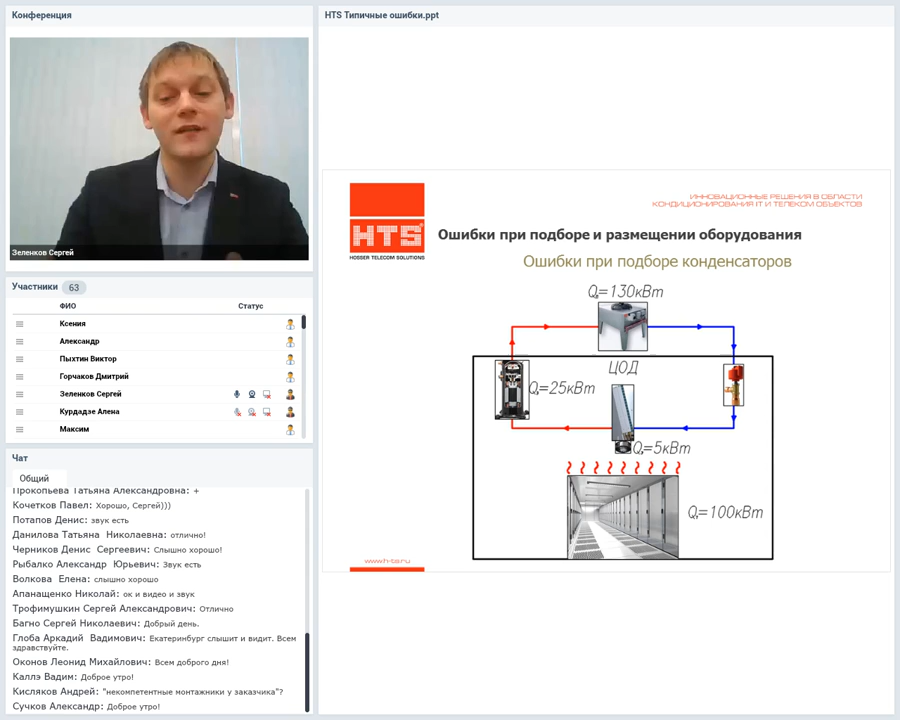 Конференция
Зеленков Сергей
Участники 63
ФИО Статус
Ксения
Александр
Пыхтин Виктор
Горчаков Дмитрий
Зеленков Сергей
Курдадзе Алена
Максим
Чат
Общий
Прокопьева Татьяна Александровна: +
Кочетков Павел: Хорошо, Сергей)))
Потапов Денис: звук есть
Данилова Татьяна Николаевна: отлично!
Черников Денис Сергеевич: Слышно хорошо!
Рыбалко Александр Юрьевич: Звук есть
Волкова Елена: слышно хорошо
Апанащенко Николай: ок и видео и звук
Трофимушкин Сергей Александрович: Отлично
Багно Сергей Николаевич: Добрый день.
Глоба Аркадий Вадимович: Екатеринбург слышит и видит. Всем
здравствуйте.
Оконов Леонид Михайлович: Всем доброго дня!
Каллэ Вадим: Доброе утро!
Кисляков Андрей: "некомпетентные монтажники у заказчика"?
Сучков Александр: Доброе утро!
HTS Типичные ошибки.ppt
HTS
HOSSER TELECOM SOLUTIONS
ИННОВАЦИОННЫЕ РЕШЕНИЯ В ОБЛАСТИ
КОНДИЦИОНИРОВАНИЯ IT И ТЕЛЕКОМ ОБЪЕКТОВ
Ошибки при подборе и размещении оборудования
Ошибки при подборе конденсаторов
=130кВт
ЦОД
=25кВт
=5кВт
=100кВт
www.h-ts.ru